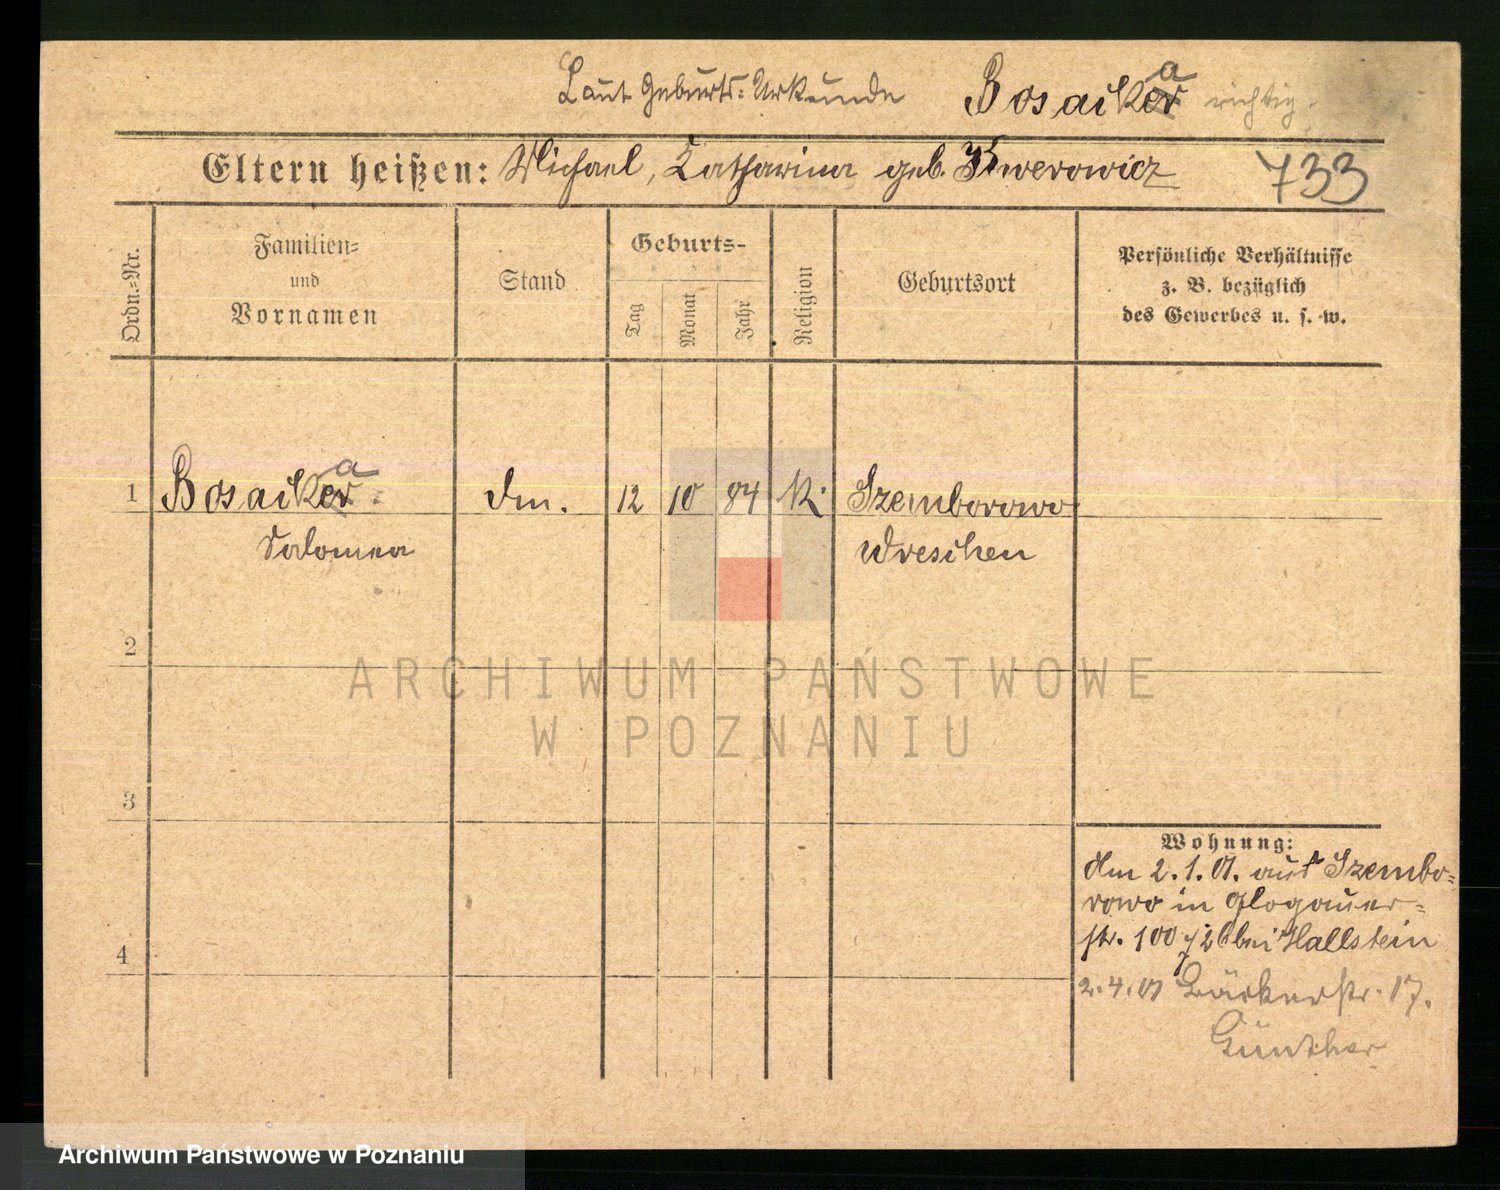 Laut Geburts-Urkunde Bosacka richtig.
Eltern heißen: Michael, Katharina geb. Kwerowicz
733
Ordn.-Nr.
Familien-
und
Vornamen
Stand
Geburts-
Tag
Monat
Jahr
Religion
Geburtsort
Persönliche Verhältnisse
z. B. bezüglich
des Gewerbes u. s. w.
1 Bosacka dm. 12 10 84 k. Szemborowo
Salomea Wreschen
2
3
4
Wohnung:
Am 2.1.01. aus Szembo-
rowo in Glogauer-
str. 100 bei Hallstein
2.4.01 Bäckerstr. 17.
Günther
ARCHIWUM PAŃSTWOWE
W POZNANIU
Archiwum Państwowe w Poznaniu